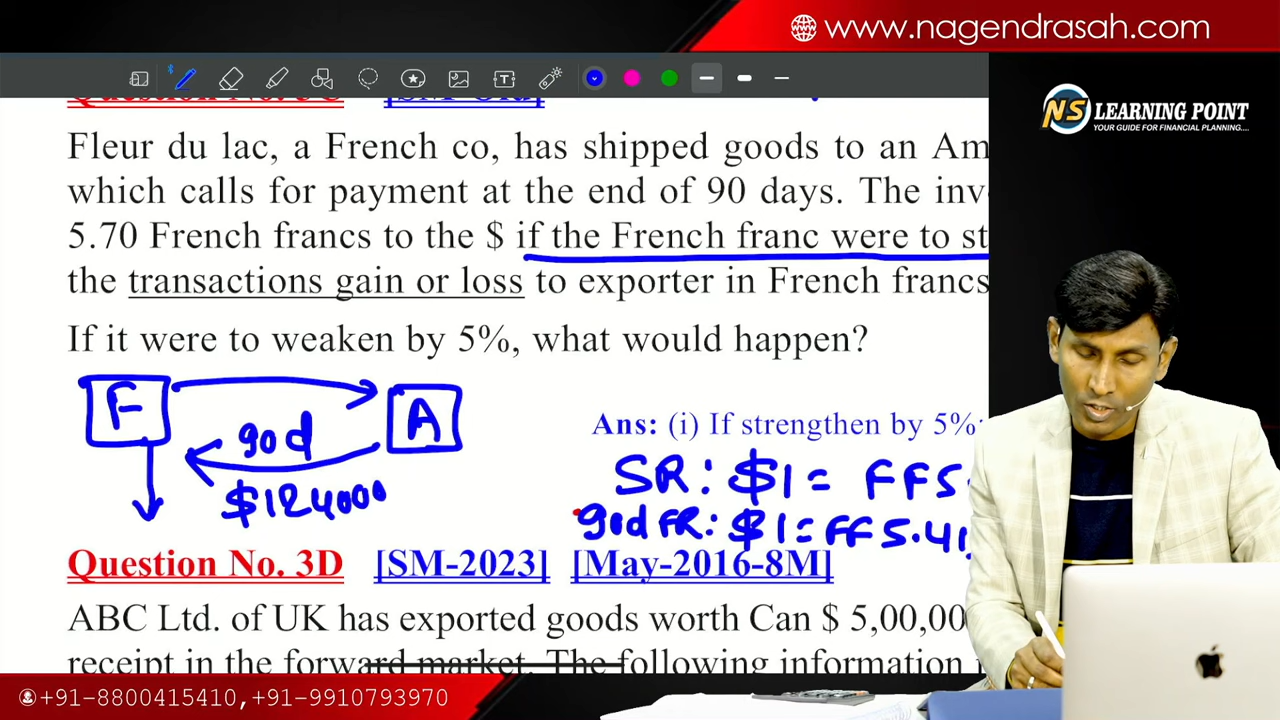 www.nagendrasah.com
NS LEARNING POINT
YOUR GUIDE FOR FINANCIAL PLANNING....
Fleur du lac, a French co, has shipped goods to an Am
which calls for payment at the end of 90 days. The inv
5.70 French francs to the $ if the French franc were to st
the transactions gain or loss to exporter in French francs
If it were to weaken by 5%, what would happen?
F A
90d
$124000
Ans: (i) If strengthen by 5%:
SR: $1 = FF5.
90d FR: $1 = FF 5.41
Question No. 3D [SM-2023] [May-2016-8M]
ABC Ltd. of UK has exported goods worth Can $ 5,00,00
receipt in the forward market. The following information
+91-8800415410,+91-9910793970